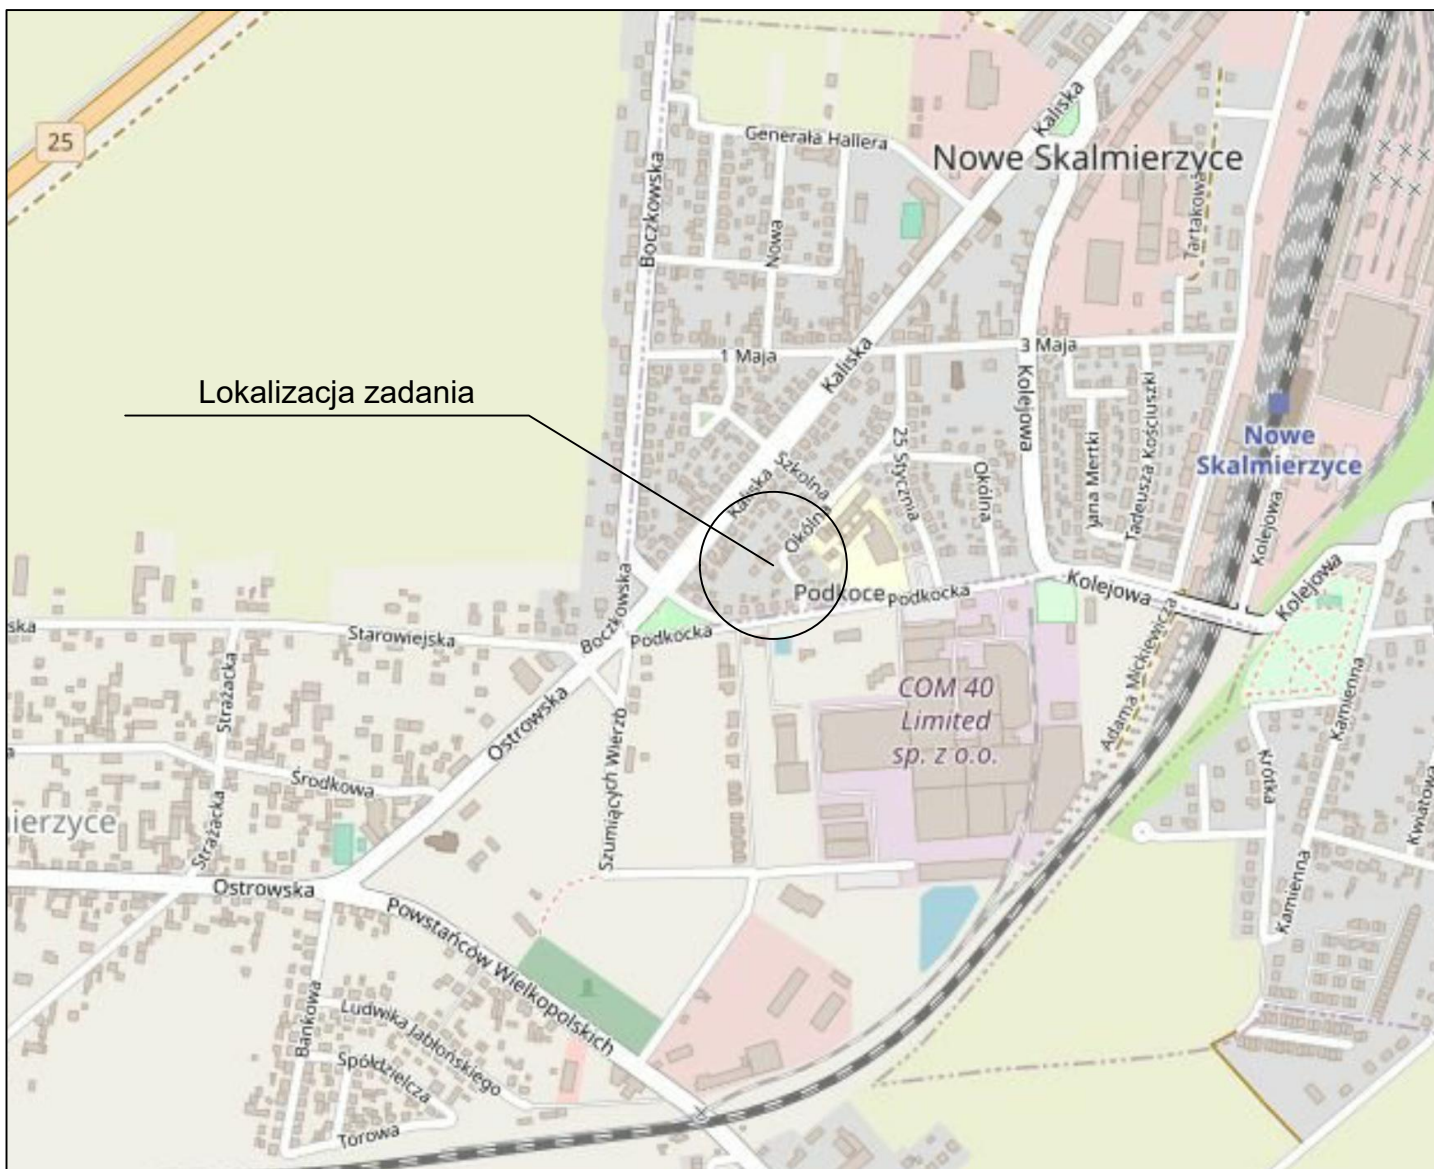 25
Generała Hallera
Kaliska
Nowe Skalmierzyce
Boczkowska
Nowa
Tartakowa
1 Maja
Kaliska
3 Maja
Kolejowa
Lokalizacja zadania
25 Stycznia
Szkolna
Kaliska
Okólna
Okólna
Jana Mertki
Tadeusza Kościuszki
Nowe
Skalmierzyce
Kolejowa
Podkoce
Podkocka
Kolejowa
Kolejowa
Boczkowska
Podkocka
ska
Starowiejska
Strażacka
Ostrowska
Szumiących Wierzb
COM 40
Limited
sp. z o.o.
Adama Mickiewicza
Kamienna
Krótka
Kwiatowa
Środkowa
Strażacka
ierzyce
Ostrowska
Kamienna
Powstańców Wielkopolskich
Bankowa
Ludwika Jabłońskiego
Spółdzielcza
Torowa